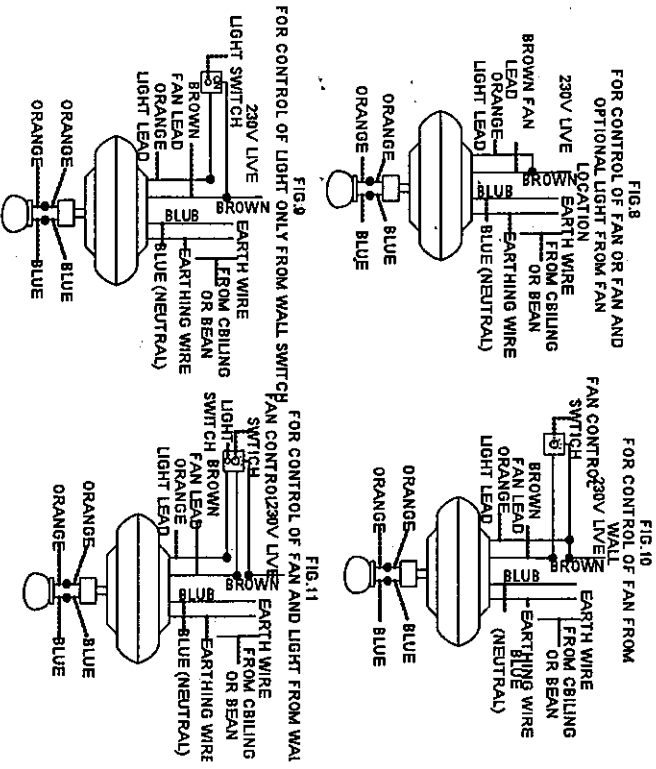 FIG.8
FOR CONTROL OF FAN OR FAN AND
OPTIONAL LIGHT FROM FAN
LOCATION
230V LIVE
BROWN FAN
LEAD
ORANGE
LIGHT LEAD
BROWN
BLUB
EARTH WIRE
FROM CBILING
OR BEAN
EARTHING WIRE
BLUE (NEUTRAL)
ORANGE
ORANGE
BLUE
BLUE
FIG.9
FOR CONTROL OF LIGHT ONLY FROM WALL SWITCH
LIGHT SWITCH
ON
230V LIVE
FAN LEAD
BROWN
ORANGE
LIGHT LEAD
BROWN
BLUB
EARTH WIRE
FROM CBILING
OR BEAN
EARTHING WIRE
BLUE (NEUTRAL)
ORANGE
ORANGE
BLUE
BLUE
FIG.10
FOR CONTROL OF FAN FROM
WALL
230V LIVE
FAN CONTROL
SWTICH
BROWN
FAN LEAD
ORANGE
LIGHT LEAD
BROWN
BLUB
EARTH WIRE
FROM CBILING
OR BEAN
EARTHING WIRE
BLUE
(NEUTRAL)
ORANGE
ORANGE
BLUE
BLUE
FIG.11
FOR CONTROL OF FAN AND LIGHT FROM WAL
FAN CONTROL
SWTICH
230V LIVE
LIGHT
SWITCH
BROWN
FAN LEAD
ORANGE
LIGHT LEAD
BROWN
BLUB
EARTH WIRE
FROM CBILING
OR BEAN
EARTHING WIRE
BLUE (NEUTRAL)
ORANGE
ORANGE
BLUE
BLUE